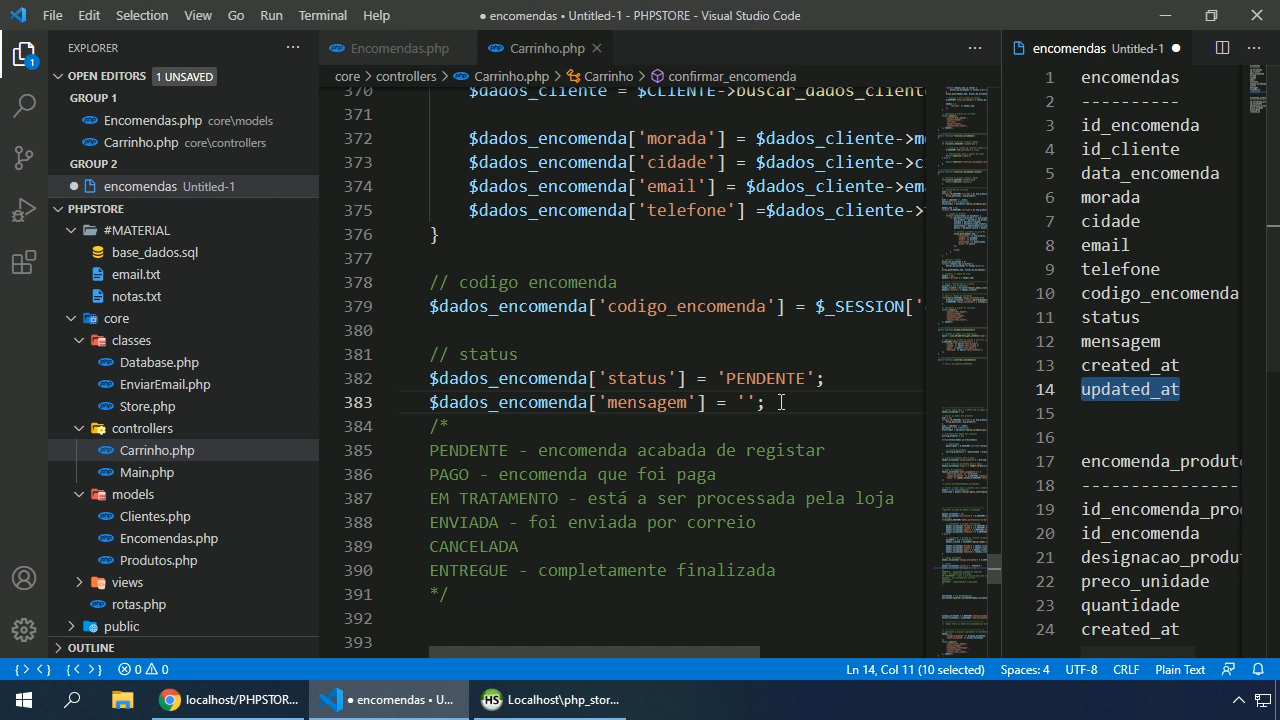 File Edit Selection View Go Run Terminal Help
● encomendas • Untitled-1 - PHPSTORE - Visual Studio Code
EXPLORER
OPEN EDITORS 1 UNSAVED
GROUP 1
Encomendas.php core\models
Carrinho.php core\controllers
GROUP 2
encomendas Untitled-1
PHPSTORE
#MATERIAL
base_dados.sql
email.txt
notas.txt
core
classes
Database.php
EnviarEmail.php
Store.php
controllers
Carrinho.php
Main.php
models
Clientes.php
Encomendas.php
Produtos.php
views
rotas.php
public
OUTLINE
Encomendas.php
Carrinho.php
core > controllers > Carrinho.php > Carrinho > confirmar_encomenda
370 $dados_cliente = $CLIENTE->buscar_dados_client
371
372 $dados_encomenda['morada'] = $dados_cliente->m
373 $dados_encomenda['cidade'] = $dados_cliente->c
374 $dados_encomenda['email'] = $dados_cliente->em
375 $dados_encomenda['telefone'] =$dados_cliente->
376 }
377
378 // codigo encomenda
379 $dados_encomenda['codigo_encomenda'] = $_SESSION['
380
381 // status
382 $dados_encomenda['status'] = 'PENDENTE';
383 $dados_encomenda['mensagem'] = '';
384 /*
385 PENDENTE - encomenda acabada de registar
386 PAGO - encomenda que foi paga
387 EM TRATAMENTO - está a ser processada pela loja
388 ENVIADA - foi enviada por correio
389 CANCELADA
390 ENTREGUE - completamente finalizada
391 */
392
393
encomendas Untitled-1
1 encomendas
2 ----------
3 id_encomenda
4 id_cliente
5 data_encomenda
6 morada
7 cidade
8 email
9 telefone
10 codigo_encomenda
11 status
12 mensagem
13 created_at
14 updated_at
15
16
17 encomenda_produt
18 ----------------
19 id_encomenda_pro
20 id_encomenda
21 designacao_produ
22 preco_unidade
23 quantidade
24 created_at
0 0
Ln 14, Col 11 (10 selected) Spaces: 4 UTF-8 CRLF Plain Text
localhost/PHPSTOR...
● encomendas • U...
HS Localhost\php_stor...